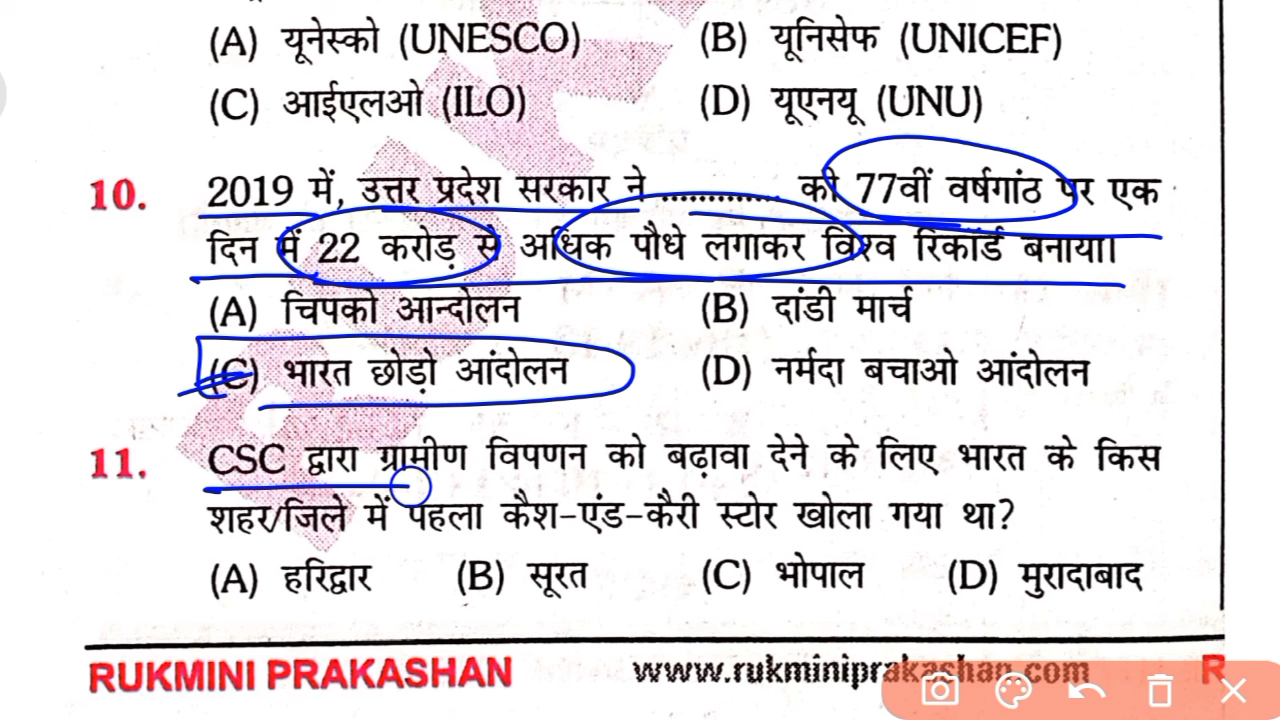 (A) यूनेस्को (UNESCO) (B) यूनिसेफ (UNICEF)
(C) आईएलओ (ILO) (D) यूएनयू (UNU)
10. 2019 में, उत्तर प्रदेश सरकार ने .............. की 77वीं वर्षगांठ पर एक
दिन में 22 करोड़ से अधिक पौधे लगाकर विश्व रिकॉर्ड बनाया।
(A) चिपको आन्दोलन (B) दांडी मार्च
(C) भारत छोड़ो आंदोलन (D) नर्मदा बचाओ आंदोलन
11. CSC द्वारा ग्रामीण विपणन को बढ़ावा देने के लिए भारत के किस
शहर/जिले में पहला कैश-एंड-कैरी स्टोर खोला गया था?
(A) हरिद्वार (B) सूरत (C) भोपाल (D) मुरादाबाद
RUKMINI PRAKASHAN www.rukminiprakashan.com R